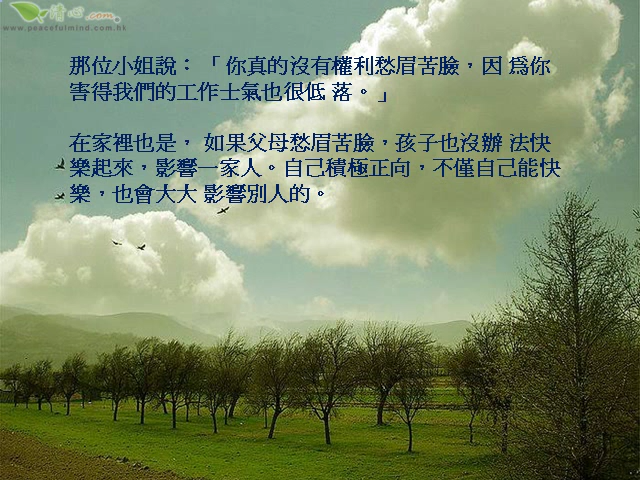 清心.com
www.peacefulmind.com.hk
那位小姐說：「你真的沒有權利愁眉苦臉，因 為你
害得我們的工作士氣也很低 落。」
在家裡也是， 如果父母愁眉苦臉，孩子也沒辦 法快
樂起來，影響一家人。自己積極正向，不僅自己能快
樂，也會大大 影響別人的。